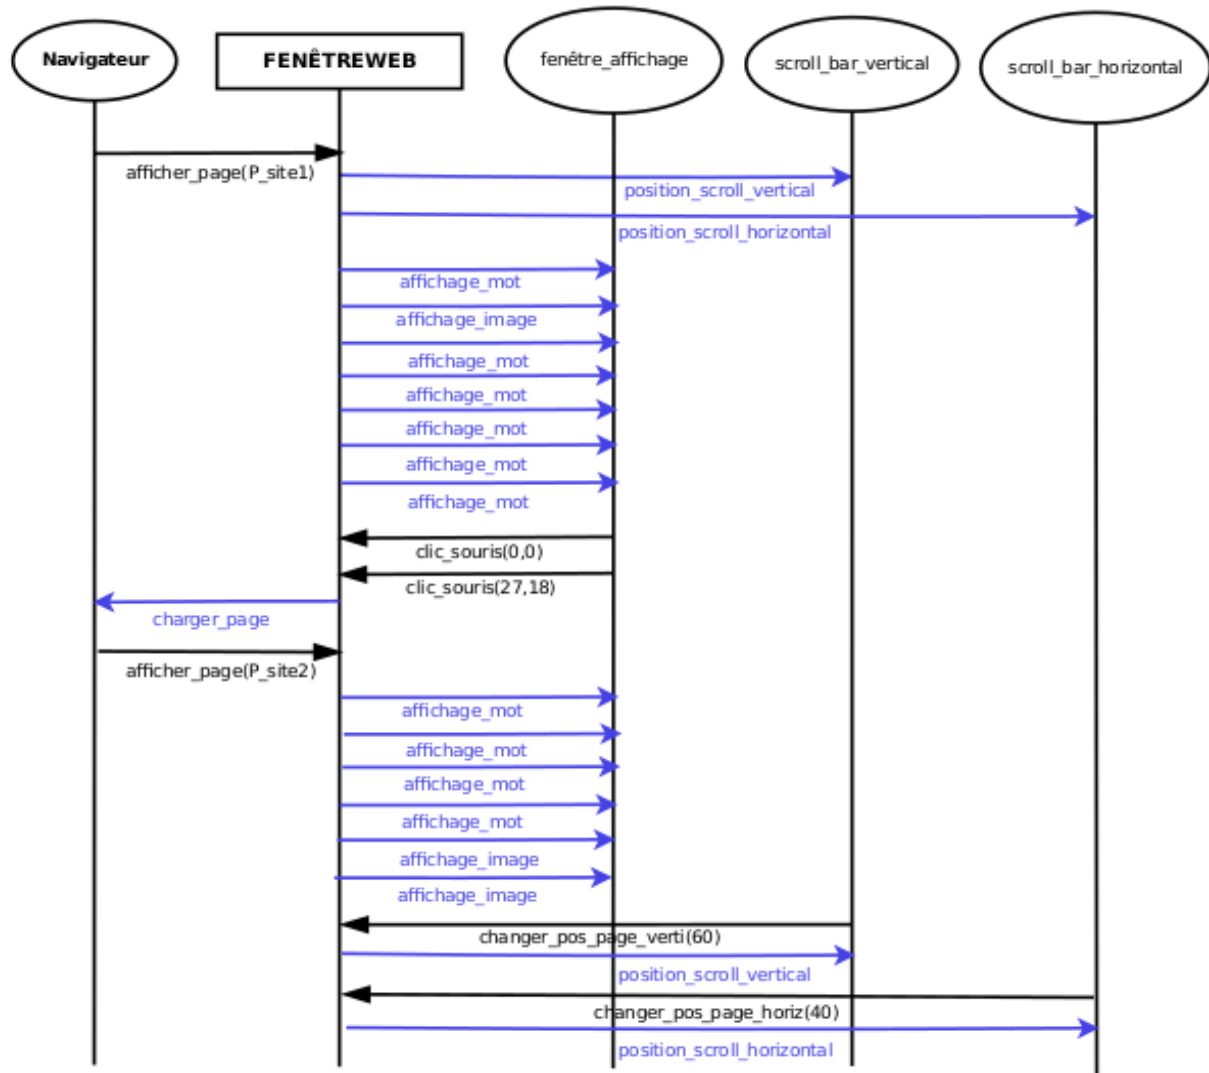 Navigateur
FENÊTREWEB
fenêtre_affichage
scroll_bar_vertical
scroll_bar_horizontal
afficher_page(P_site1)
position_scroll_vertical
position_scroll_horizontal
affichage_mot
affichage_image
affichage_mot
affichage_mot
affichage_mot
affichage_mot
affichage_mot
clic_souris(0,0)
clic_souris(27,18)
charger_page
afficher_page(P_site2)
affichage_mot
affichage_mot
affichage_mot
affichage_mot
affichage_image
affichage_image
changer_pos_page_verti(60)
position_scroll_vertical
changer_pos_page_horiz(40)
position_scroll_horizontal